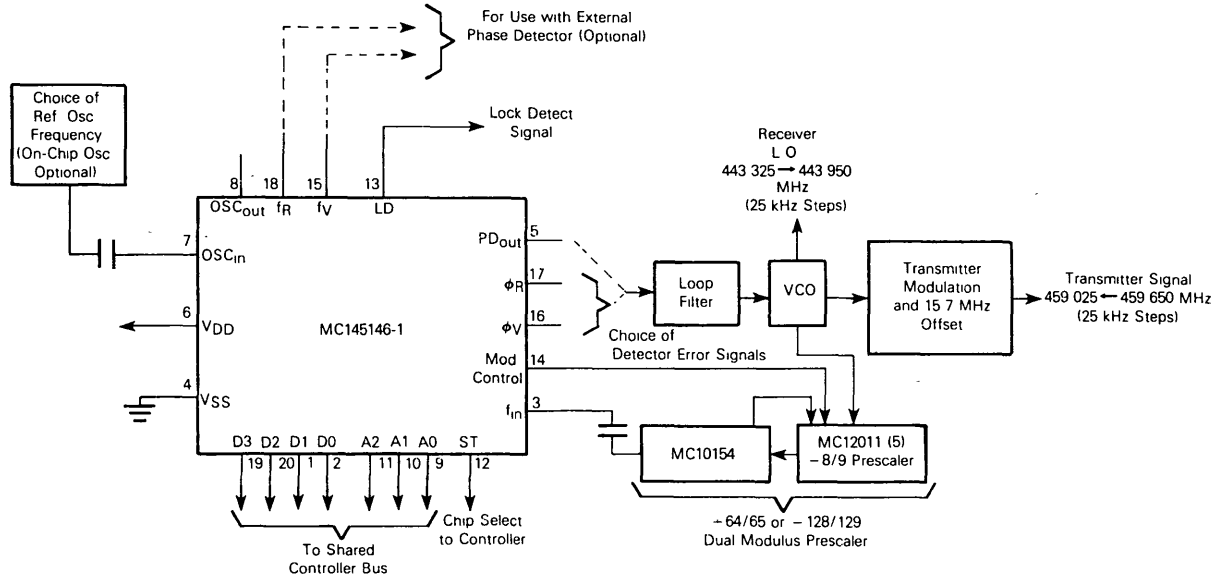 For Use with External
Phase Detector (Optional)
Choice of
Ref Osc
Frequency
(On-Chip Osc
Optional)
Lock Detect
Signal
Receiver
L O
443 325 → 443 950
MHz
(25 kHz Steps)
8 18 15 13
OSCout fR fV LD
7
OSCin
6
VDD
4
VSS
MC145146-1
PDout 5
ϕR 17
ϕV 16
Mod
Control 14
fin 3
Choice of
Detector Error Signals
Loop
Filter
VCO
Transmitter
Modulation
and 15 7 MHz
Offset
Transmitter Signal
459 025 ← 459 650 MHz
(25 kHz Steps)
MC10154
MC12011 (5)
– 8/9 Prescaler
÷ 64/65 or – 128/129
Dual Modulus Prescaler
D3 D2 D1 D0 A2 A1 A0 ST
19 20 1 2 11 10 9 12
To Shared
Controller Bus
Chip Select
to Controller